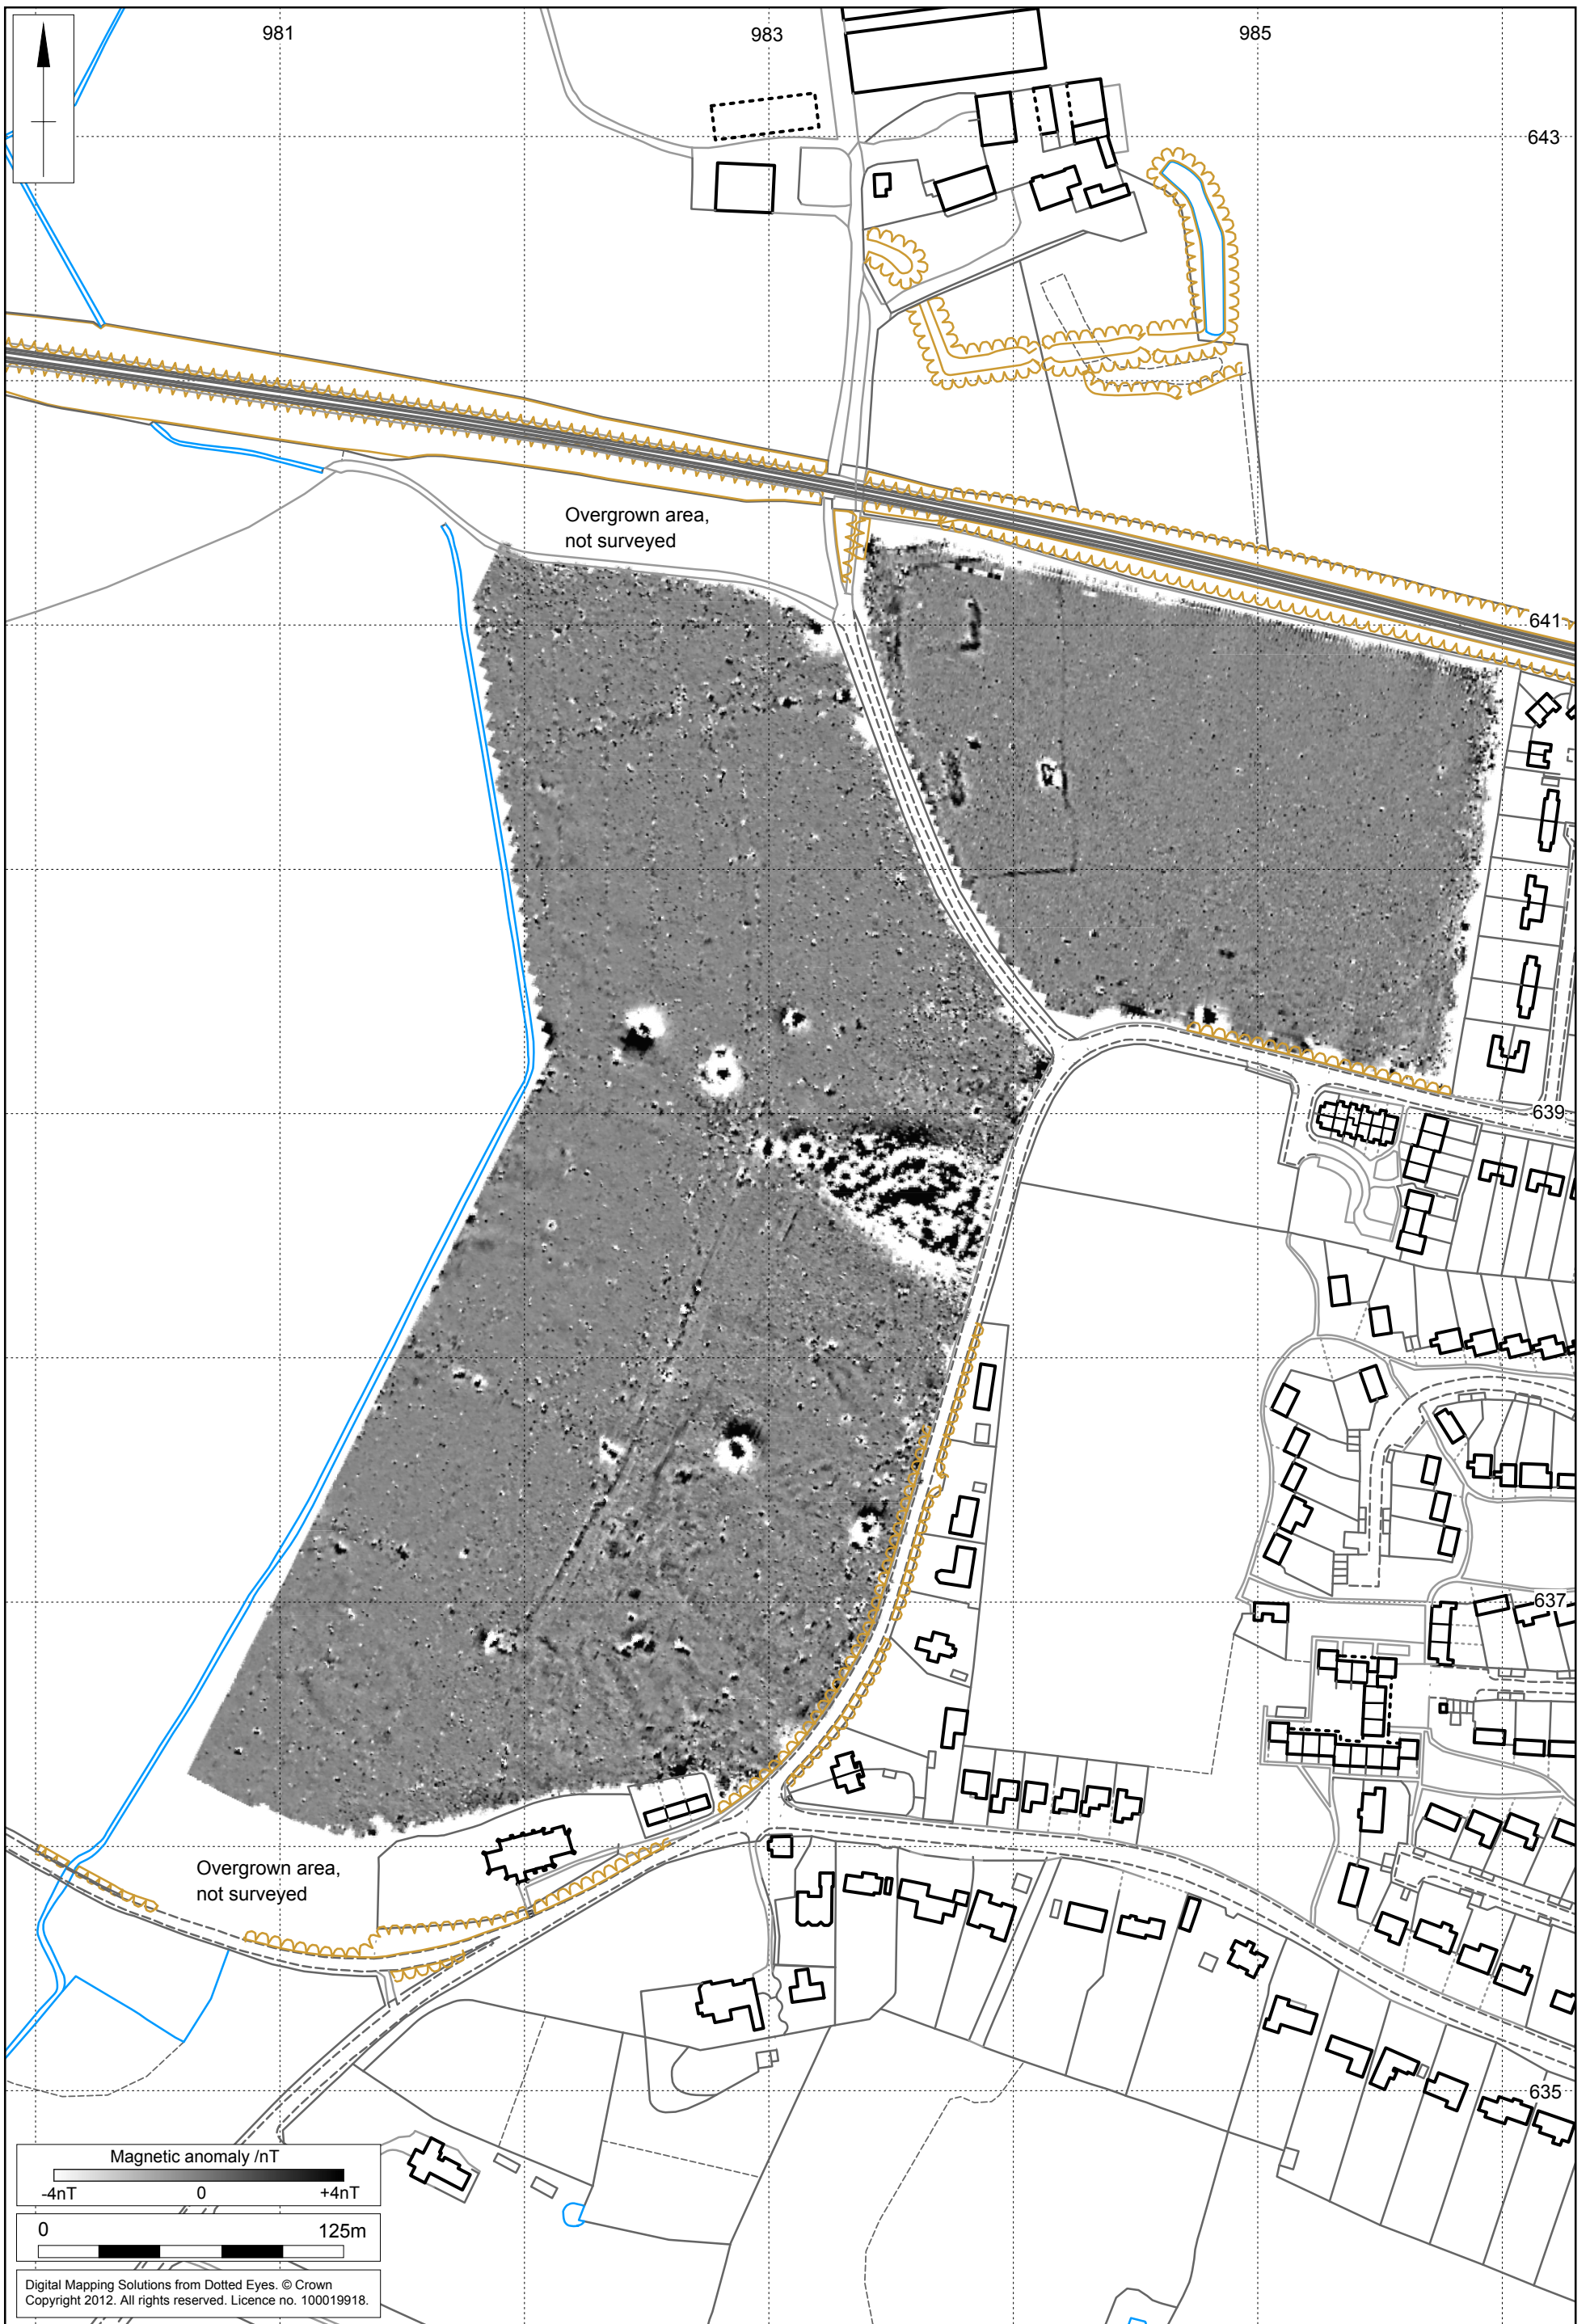 981
983
985
643
Overgrown area,
not surveyed
641
639
637
Overgrown area,
not surveyed
635
Magnetic anomaly /nT
-4nT 0 +4nT
0 125m
Digital Mapping Solutions from Dotted Eyes. © Crown
Copyright 2012. All rights reserved. Licence no. 100019918.